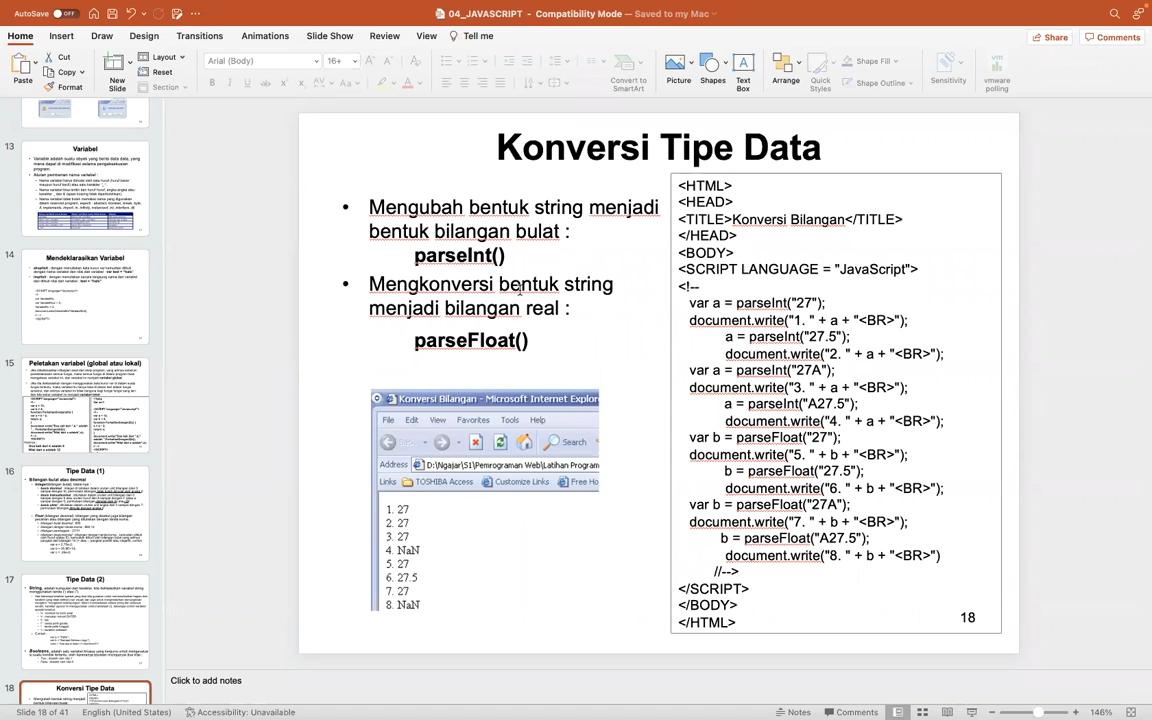 AutoSave OFF
04_JAVASCRIPT - Compatibility Mode — Saved to my Mac
Home Insert Draw Design Transitions Animations Slide Show Review View Tell me
Share Comments
Paste
Cut
Copy
Format
New Slide
Layout
Reset
Section
Arial (Body) 16+
Convert to SmartArt
Picture
Shapes
Text Box
Arrange
Quick Styles
Shape Fill
Shape Outline
Sensitivity
vmware polling
13
Variabel
14
Mendeklarasikan Variabel
15
Peletakan variabel (global atau lokal)
16
Tipe Data (1)
17
Tipe Data (2)
18
Konversi Tipe Data
Konversi Tipe Data
• Mengubah bentuk string menjadi
bentuk bilangan bulat :
parseInt()
• Mengkonversi bentuk string
menjadi bilangan real :
parseFloat()
Konversi Bilangan - Microsoft Internet Explor
File Edit View Favorites Tools Help
Back Search
Address D:\Ngajar\S1\Pemrograman Web\Latihan Program
Links TOSHIBA Access Customize Links Free Ho
1. 27
2. 27
3. 27
4. NaN
5. 27
6. 27.5
7. 27
8. NaN
<HTML>
<HEAD>
<TITLE>Konversi Bilangan</TITLE>
</HEAD>
<BODY>
<SCRIPT LANGUAGE = "JavaScript">
<!--
var a = parseInt("27");
document.write("1. " + a + "<BR>");
a = parseInt("27.5");
document.write("2. " + a + "<BR>");
var a = parseInt("27A");
document.write("3. " + a + "<BR>");
a = parseInt("A27.5");
document.write("4. " + a + "<BR>");
var b = parseFloat("27");
document.write("5. " + b + "<BR>");
b = parseFloat("27.5");
document.write("6. " + b + "<BR>");
var b = parseFloat("27A");
document.write("7. " + b + "<BR>");
b = parseFloat("A27.5");
document.write("8. " + b + "<BR>")
//-->
</SCRIPT>
</BODY>
</HTML>
18
Click to add notes
Slide 18 of 41 English (United States) Accessibility: Unavailable
Notes Comments 146%